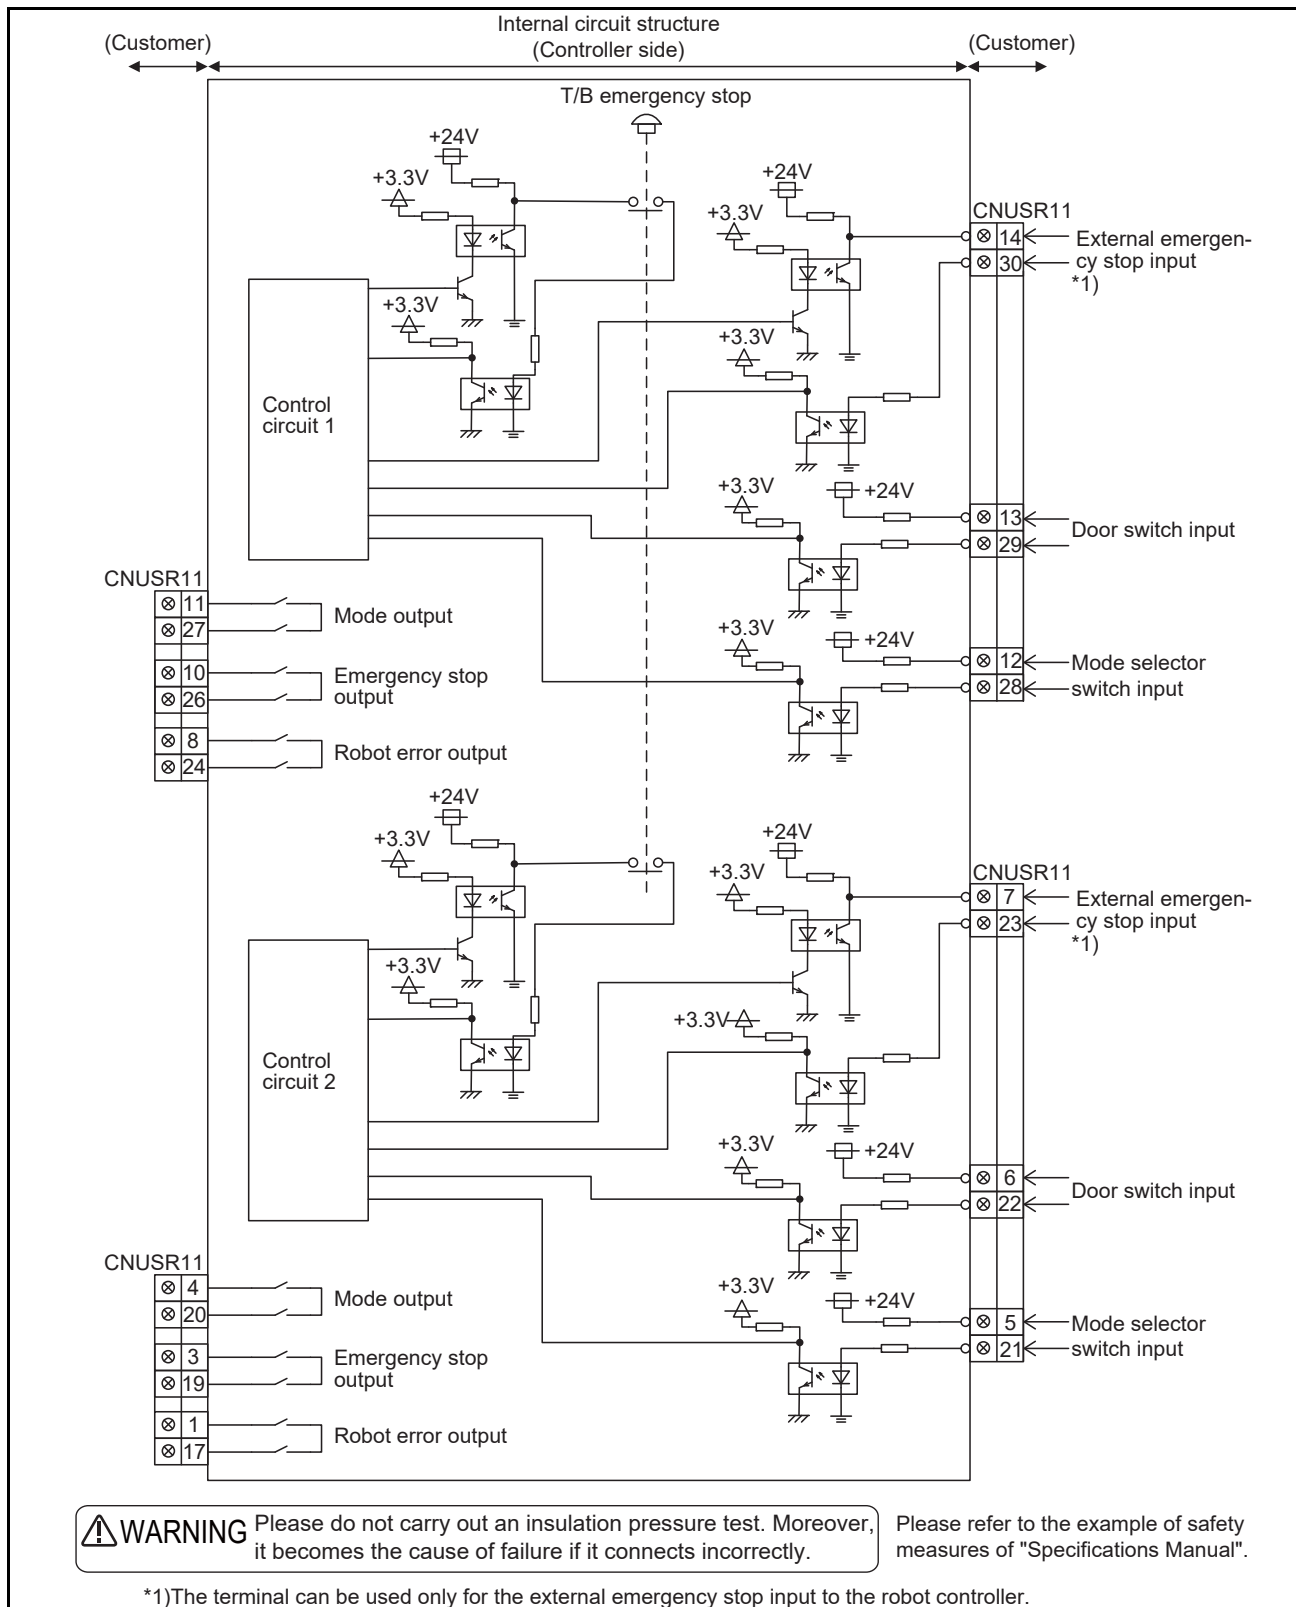 Internal circuit structure
(Controller side)
(Customer)
(Customer)
T/B emergency stop
+24V
+3.3V
+3.3V
Control
circuit 1
+24V
+3.3V
+3.3V
CNUSR11
14
30
External emergen-
cy stop input
*1)
+3.3V
+24V
13
29
Door switch input
+3.3V
+24V
12
28
Mode selector
switch input
CNUSR11
11
27
Mode output
10
26
Emergency stop
output
8
24
Robot error output
+24V
+3.3V
+3.3V
Control
circuit 2
+24V
+3.3V
+3.3V
CNUSR11
7
23
External emergen-
cy stop input
*1)
+3.3V
+24V
6
22
Door switch input
+3.3V
+24V
5
21
Mode selector
switch input
CNUSR11
4
20
Mode output
3
19
Emergency stop
output
1
17
Robot error output
WARNING Please do not carry out an insulation pressure test. Moreover,
it becomes the cause of failure if it connects incorrectly.
Please refer to the example of safety
measures of "Specifications Manual".
*1)The terminal can be used only for the external emergency stop input to the robot controller.